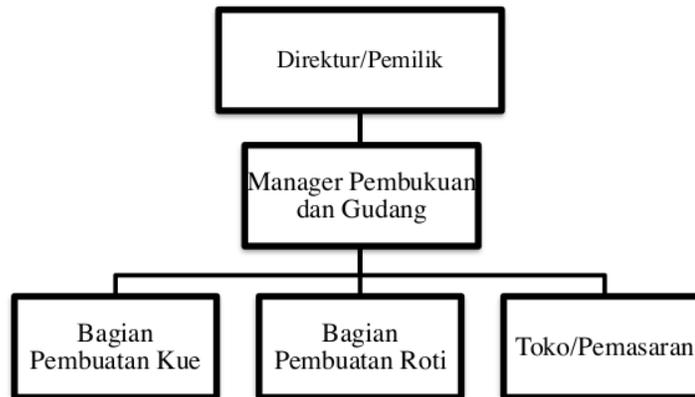 Direktur/Pemilik
Manager Pembukuan
dan Gudang
Bagian
Pembuatan Kue
Bagian
Pembuatan Roti
Toko/Pemasaran